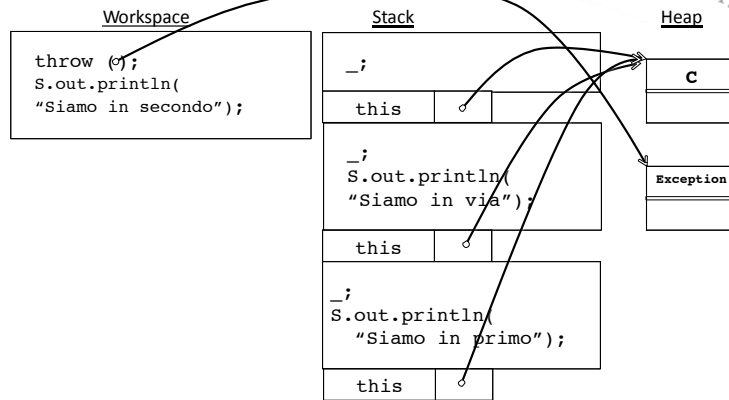 Workspace
Stack
Heap
throw ();
S.out.println(
“Siamo in secondo”);
_;
this
_;
S.out.println(
“Siamo in via”);
this
_;
S.out.println(
“Siamo in primo”);
this
C
Exception